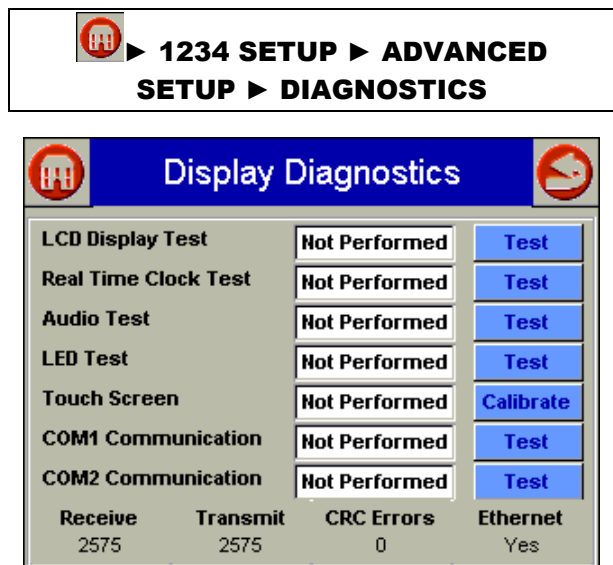 ► 1234 SETUP ► ADVANCED
SETUP ► DIAGNOSTICS
Display Diagnostics
LCD Display Test Not Performed Test
Real Time Clock Test Not Performed Test
Audio Test Not Performed Test
LED Test Not Performed Test
Touch Screen Not Performed Calibrate
COM1 Communication Not Performed Test
COM2 Communication Not Performed Test
Receive Transmit CRC Errors Ethernet
2575 2575 0 Yes